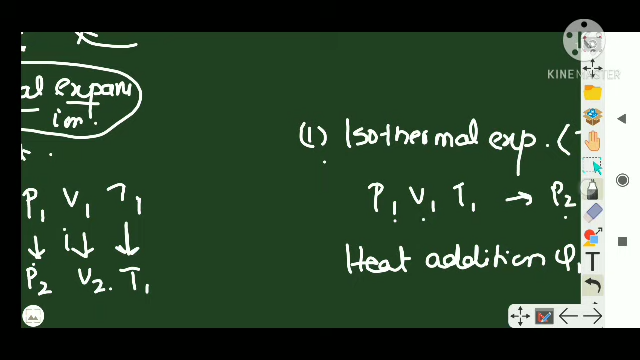 al expan
ion.
P₁ V₁ T₁
↓ ↓ ↓
P₂ V₂. T₁
(1) Isothermal exp. (T
P₁ V₁ T₁ → P₂
Heat addition φ₁
KINEMASTER
T